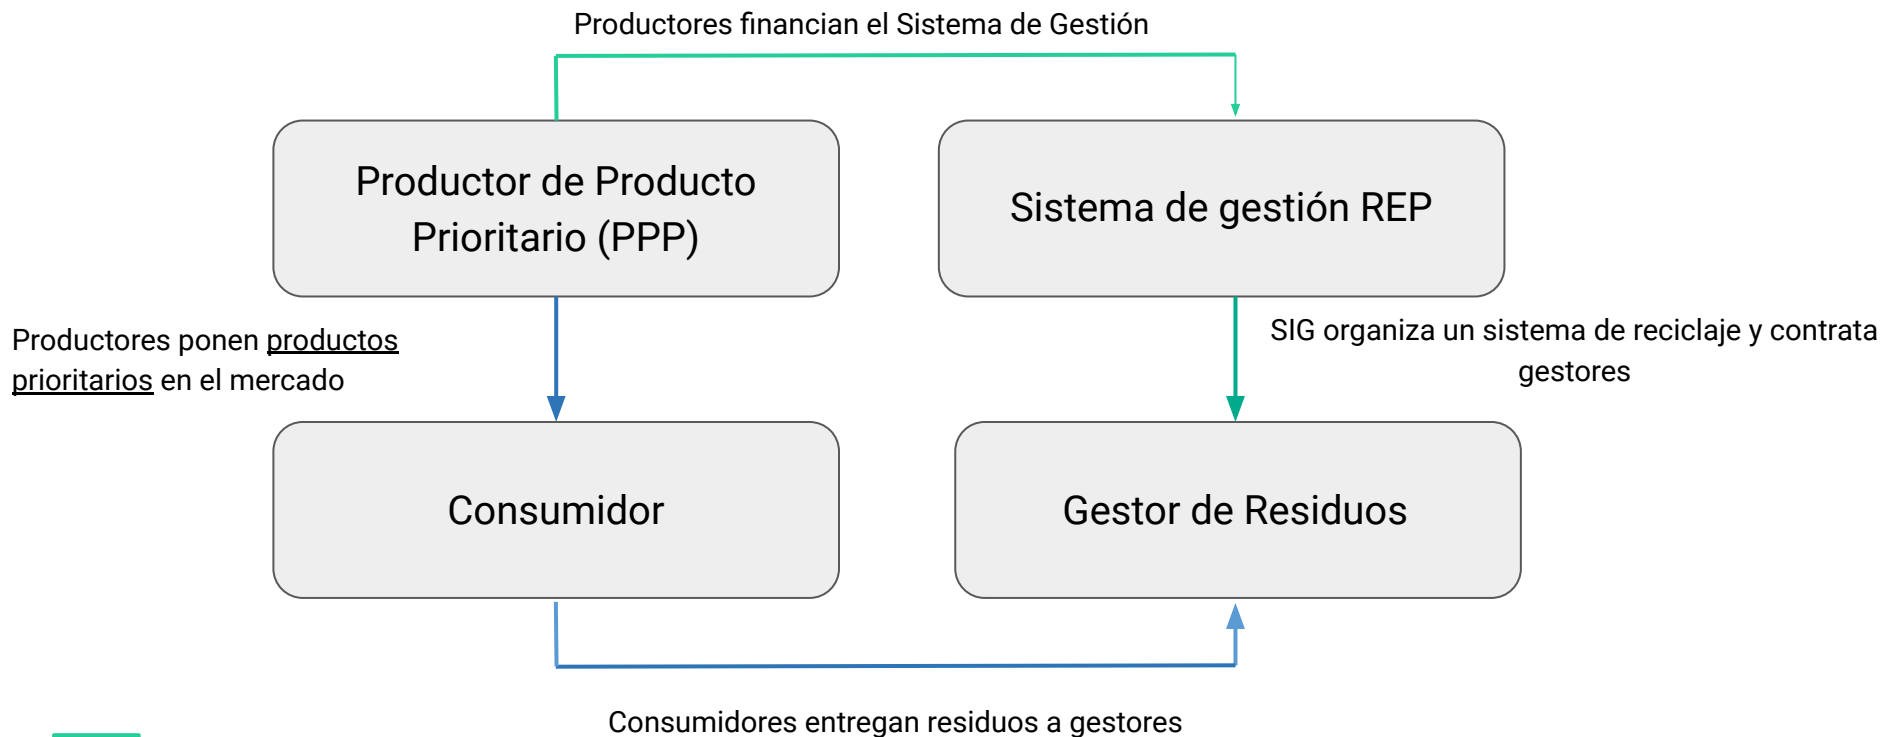 Productores financian el Sistema de Gestión
Productor de Producto
Prioritario (PPP)
Sistema de gestión REP
Productores ponen productos
prioritarios en el mercado
SIG organiza un sistema de reciclaje y contrata
gestores
Consumidor
Gestor de Residuos
Consumidores entregan residuos a gestores